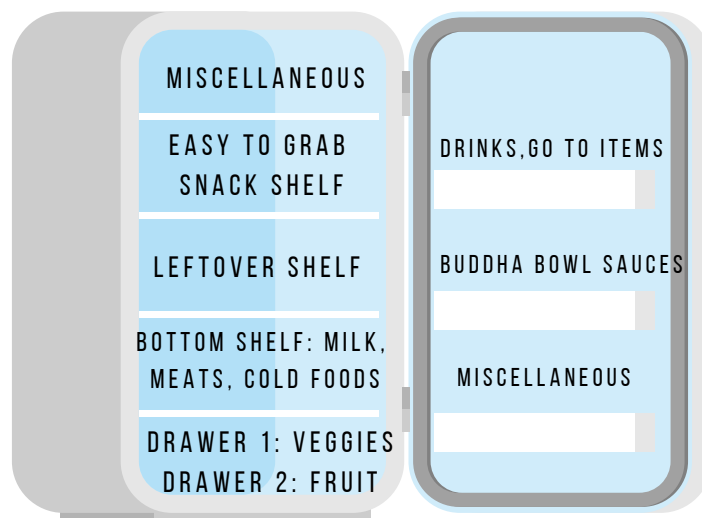 MISCELLANEOUS
EASY TO GRAB
SNACK SHELF
LEFTOVER SHELF
BOTTOM SHELF: MILK,
MEATS, COLD FOODS
DRAWER 1: VEGGIES
DRAWER 2: FRUIT
DRINKS,GO TO ITEMS
BUDDHA BOWL SAUCES
MISCELLANEOUS